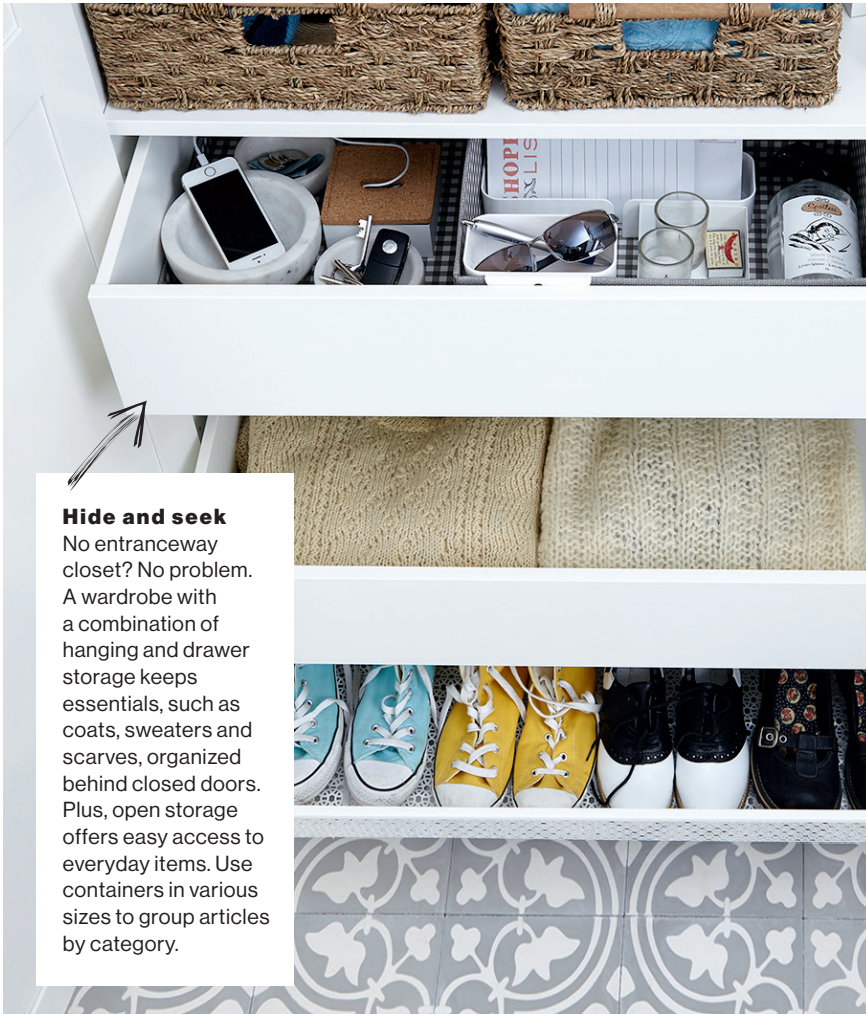 SHOPP
LIS
Hide and seek
No entranceway
closet? No problem.
A wardrobe with
a combination of
hanging and drawer
storage keeps
essentials, such as
coats, sweaters and
scarves, organized
behind closed doors.
Plus, open storage
offers easy access to
everyday items. Use
containers in various
sizes to group articles
by category.